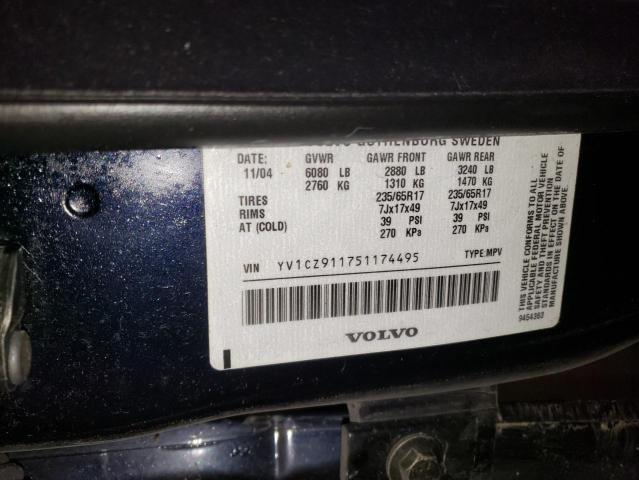 VOLVO GOTHENBURG SWEDEN
DATE: GVWR GAWR FRONT GAWR REAR
11/04 6080 LB 2880 LB 3240 LB
2760 KG 1310 KG 1470 KG
TIRES 235/65R17 235/65R17
RIMS 7Jx17x49 7Jx17x49
AT (COLD) 39 PSI 39 PSI
270 KPa 270 KPa
VIN YV1CZ911751174495 TYPE:MPV
VOLVO
THIS VEHICLE CONFORMS TO ALL
APPLICABLE FEDERAL MOTOR VEHICLE
SAFETY AND THEFT PREVENTION
STANDARDS IN EFFECT ON THE DATE OF
MANUFACTURE SHOWN ABOVE.
9454363